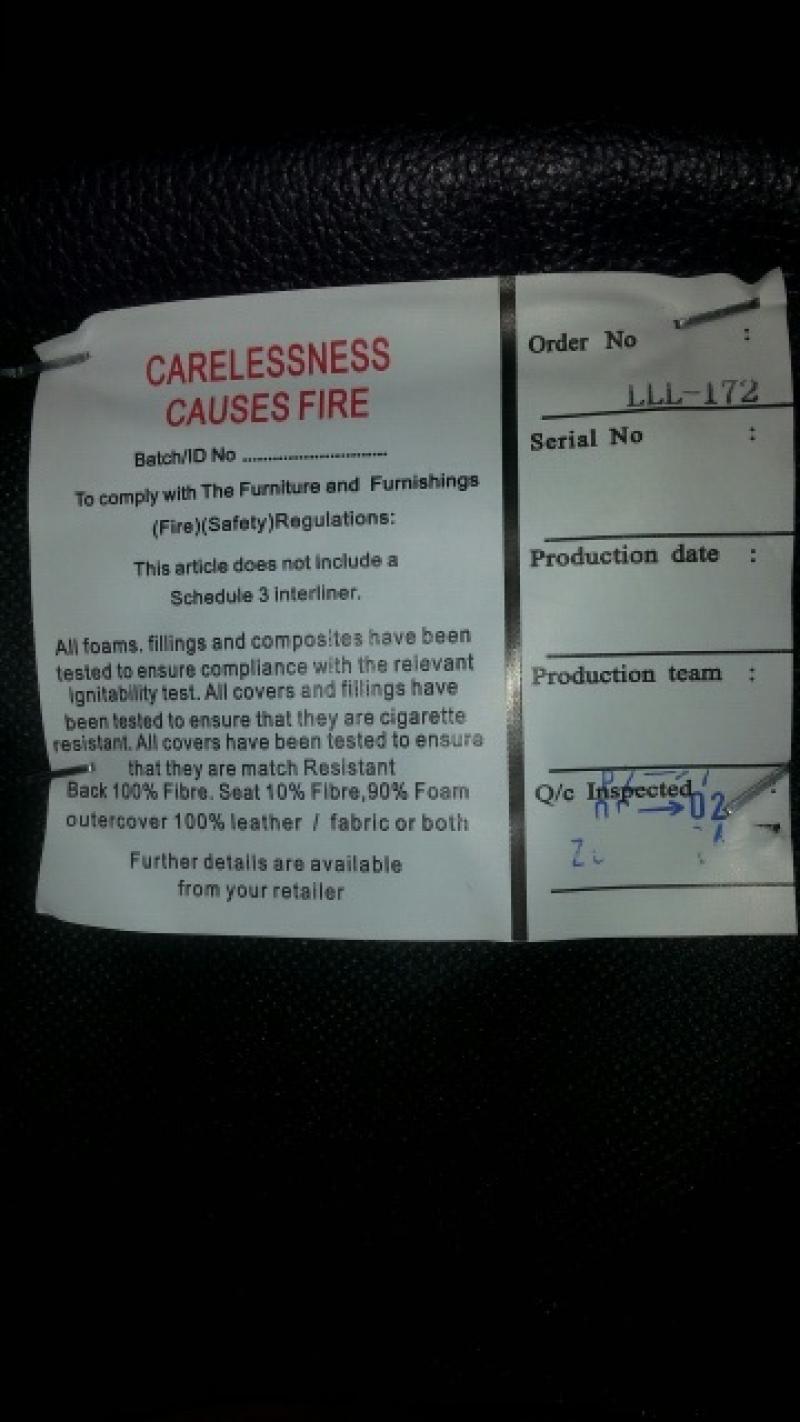 CARELESSNESS
CAUSES FIRE
Batch/ID No ..............................
To comply with The Furniture and Furnishings
(Fire)(Safety)Regulations:
This article does not include a
Schedule 3 interliner.
All foams, fillings and composites have been
tested to ensure compliance with the relevant
ignitability test. All covers and fillings have
been tested to ensure that they are cigarette
resistant. All covers have been tested to ensure
that they are match Resistant
Back 100% Fibre. Seat 10% Fibre,90% Foam
outercover 100% leather / fabric or both
Further details are available
from your retailer
Order No :
LLL-172
Serial No :
Production date :
Production team :
Q/c Inspected :
→02